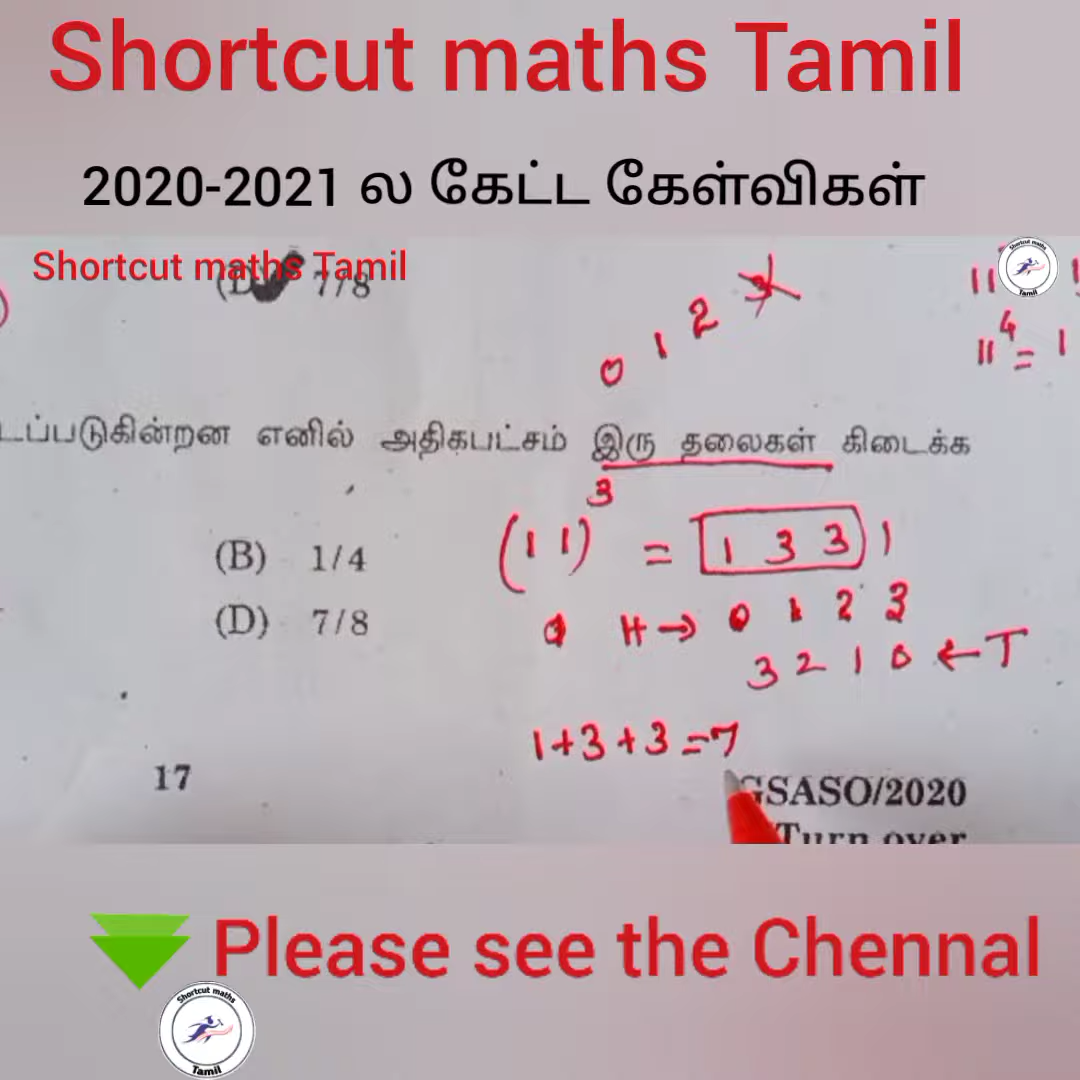 Shortcut maths Tamil
2020-2021 ல கேட்ட கேள்விகள்
Shortcut maths Tamil
(D) 7/8
0 1 2 3
11
11⁴ = 1
டப்படுகின்றன எனில் அதிகபட்சம் இரு தலைகள் கிடைக்க
(11)³ = 1 3 3 1
(B) 1/4
(D) 7/8
H→ 0 1 2 3
3 2 1 0 ←T
1+3+3=7
17
GSASO/2020
Turn over
Please see the Chennal
Shortcut maths
Tamil